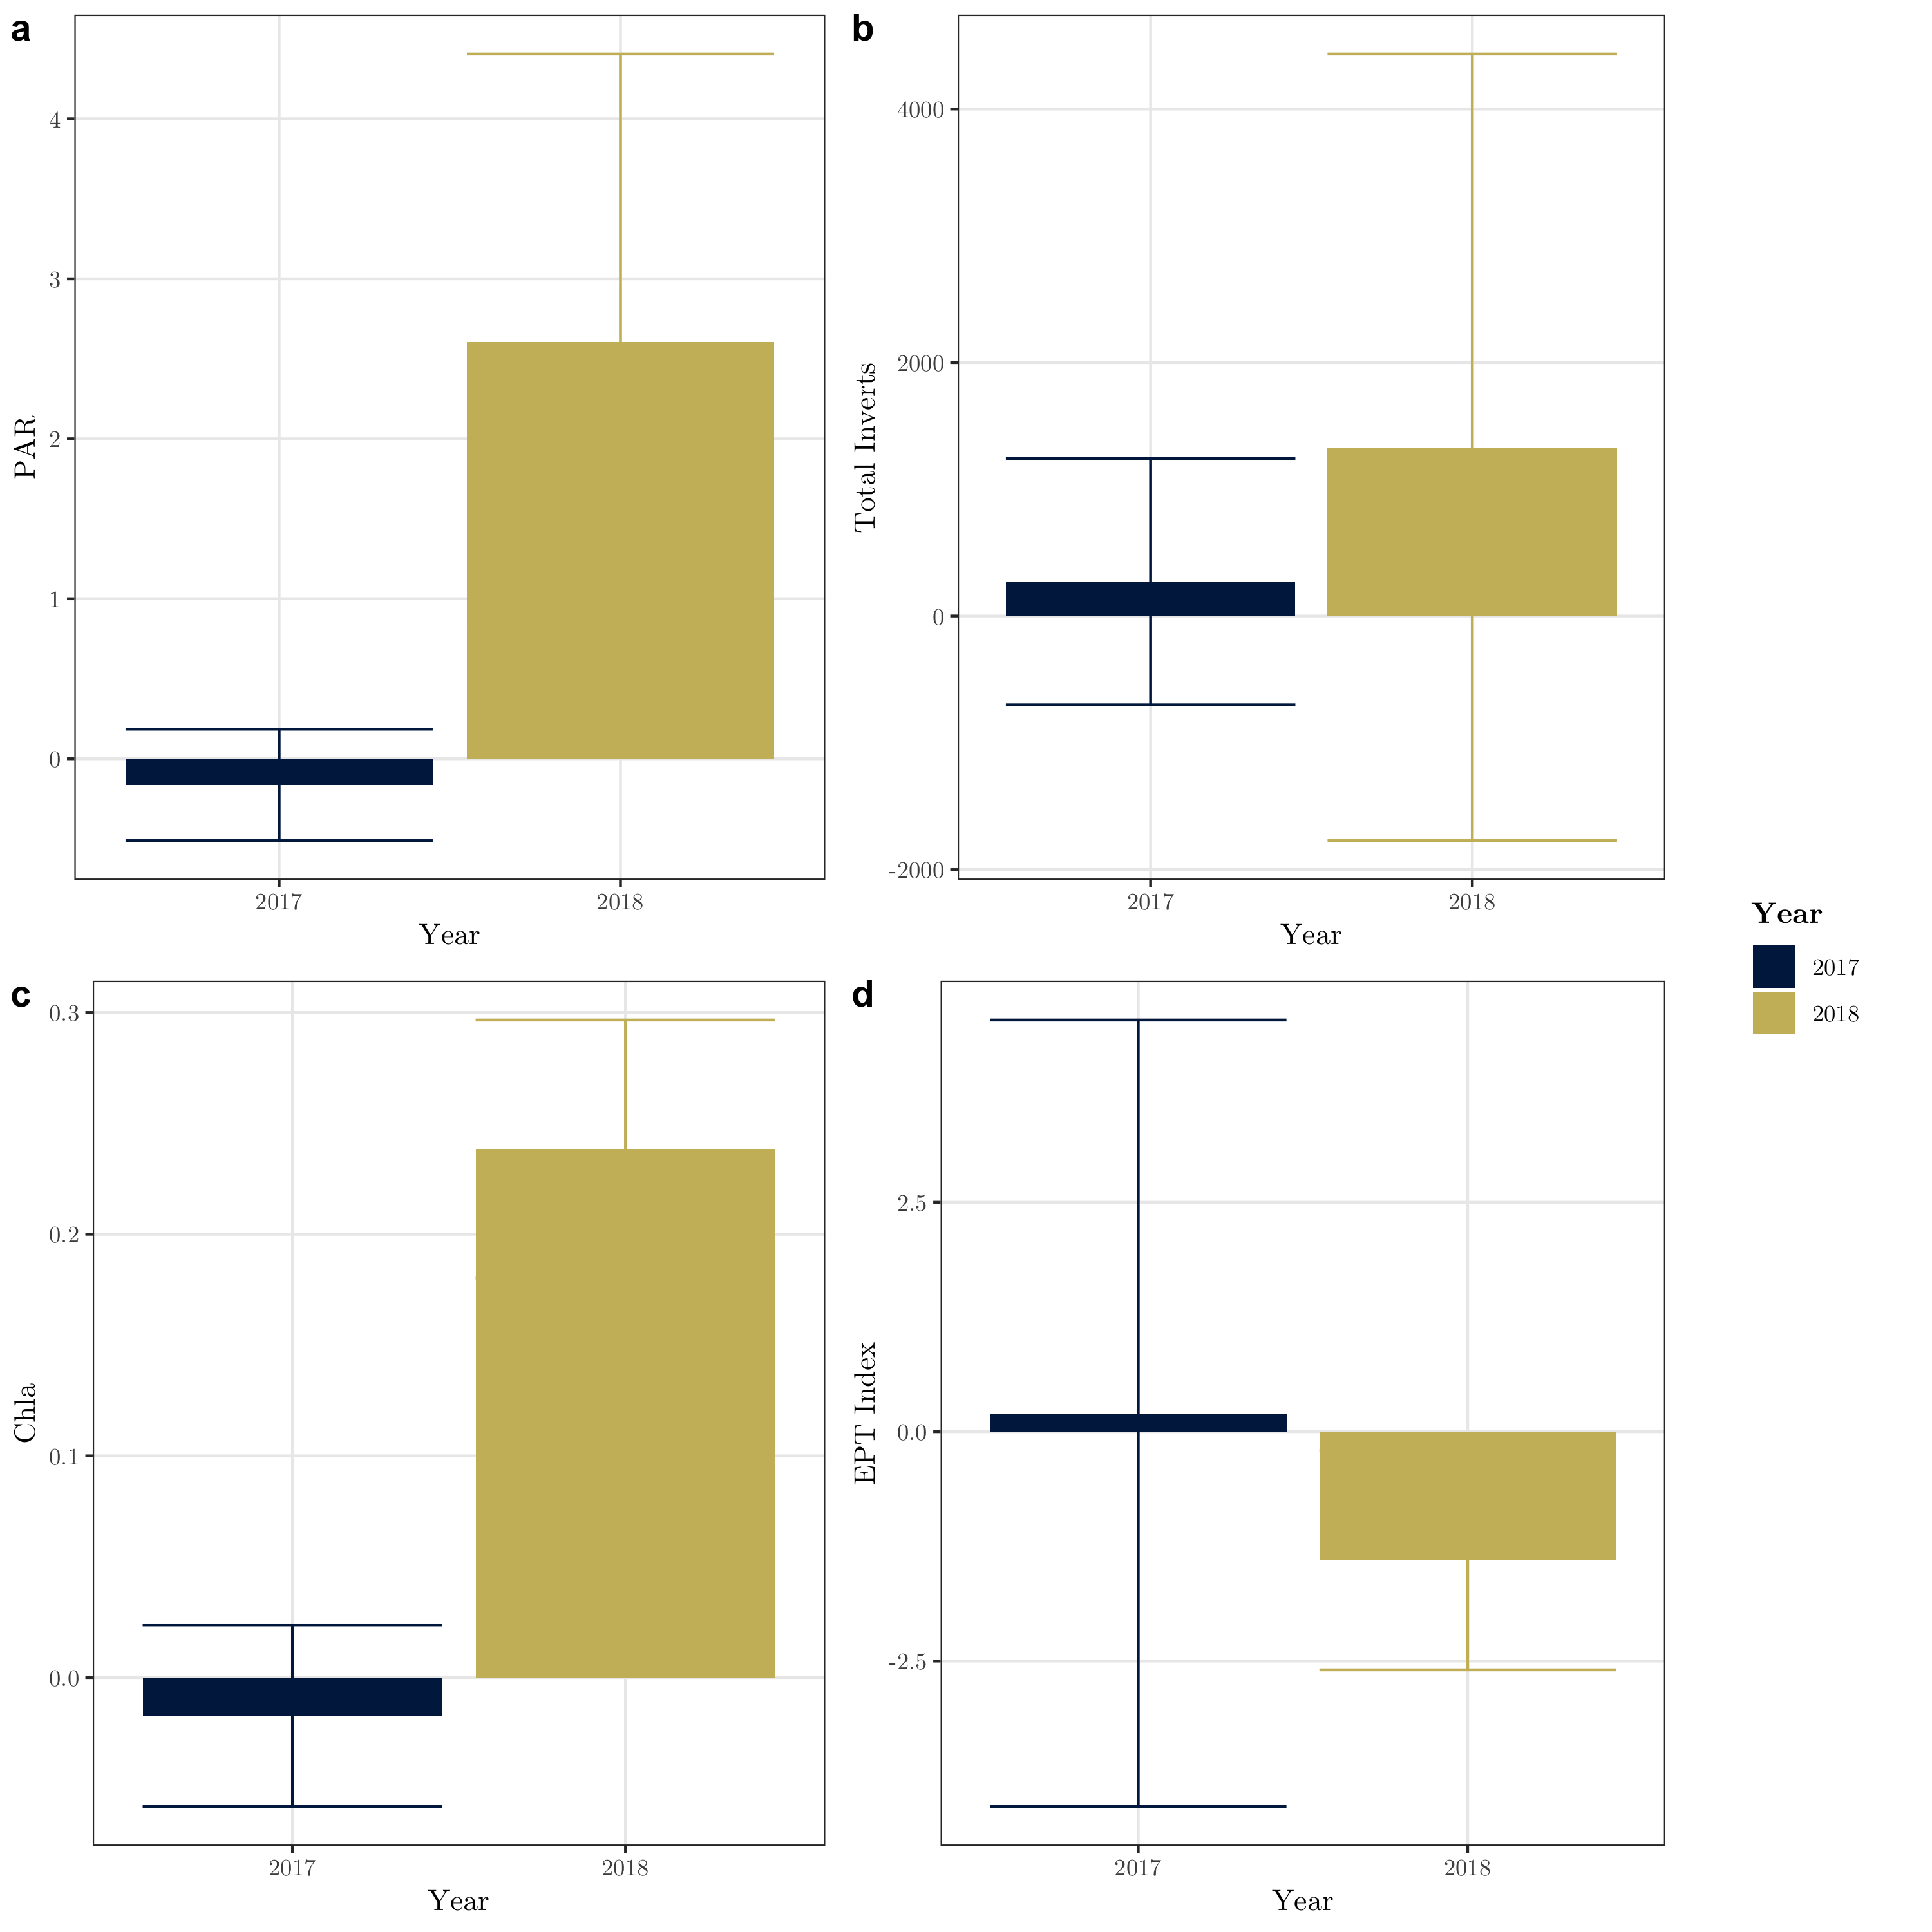 a
PAR
4
3
2
1
0
2017 2018
Year
b
Total Inverts
4000
2000
0
-2000
2017 2018
Year
Year
2017
2018
c
Chla
0.3
0.2
0.1
0.0
2017 2018
Year
d
EPT Index
2.5
0.0
-2.5
2017 2018
Year